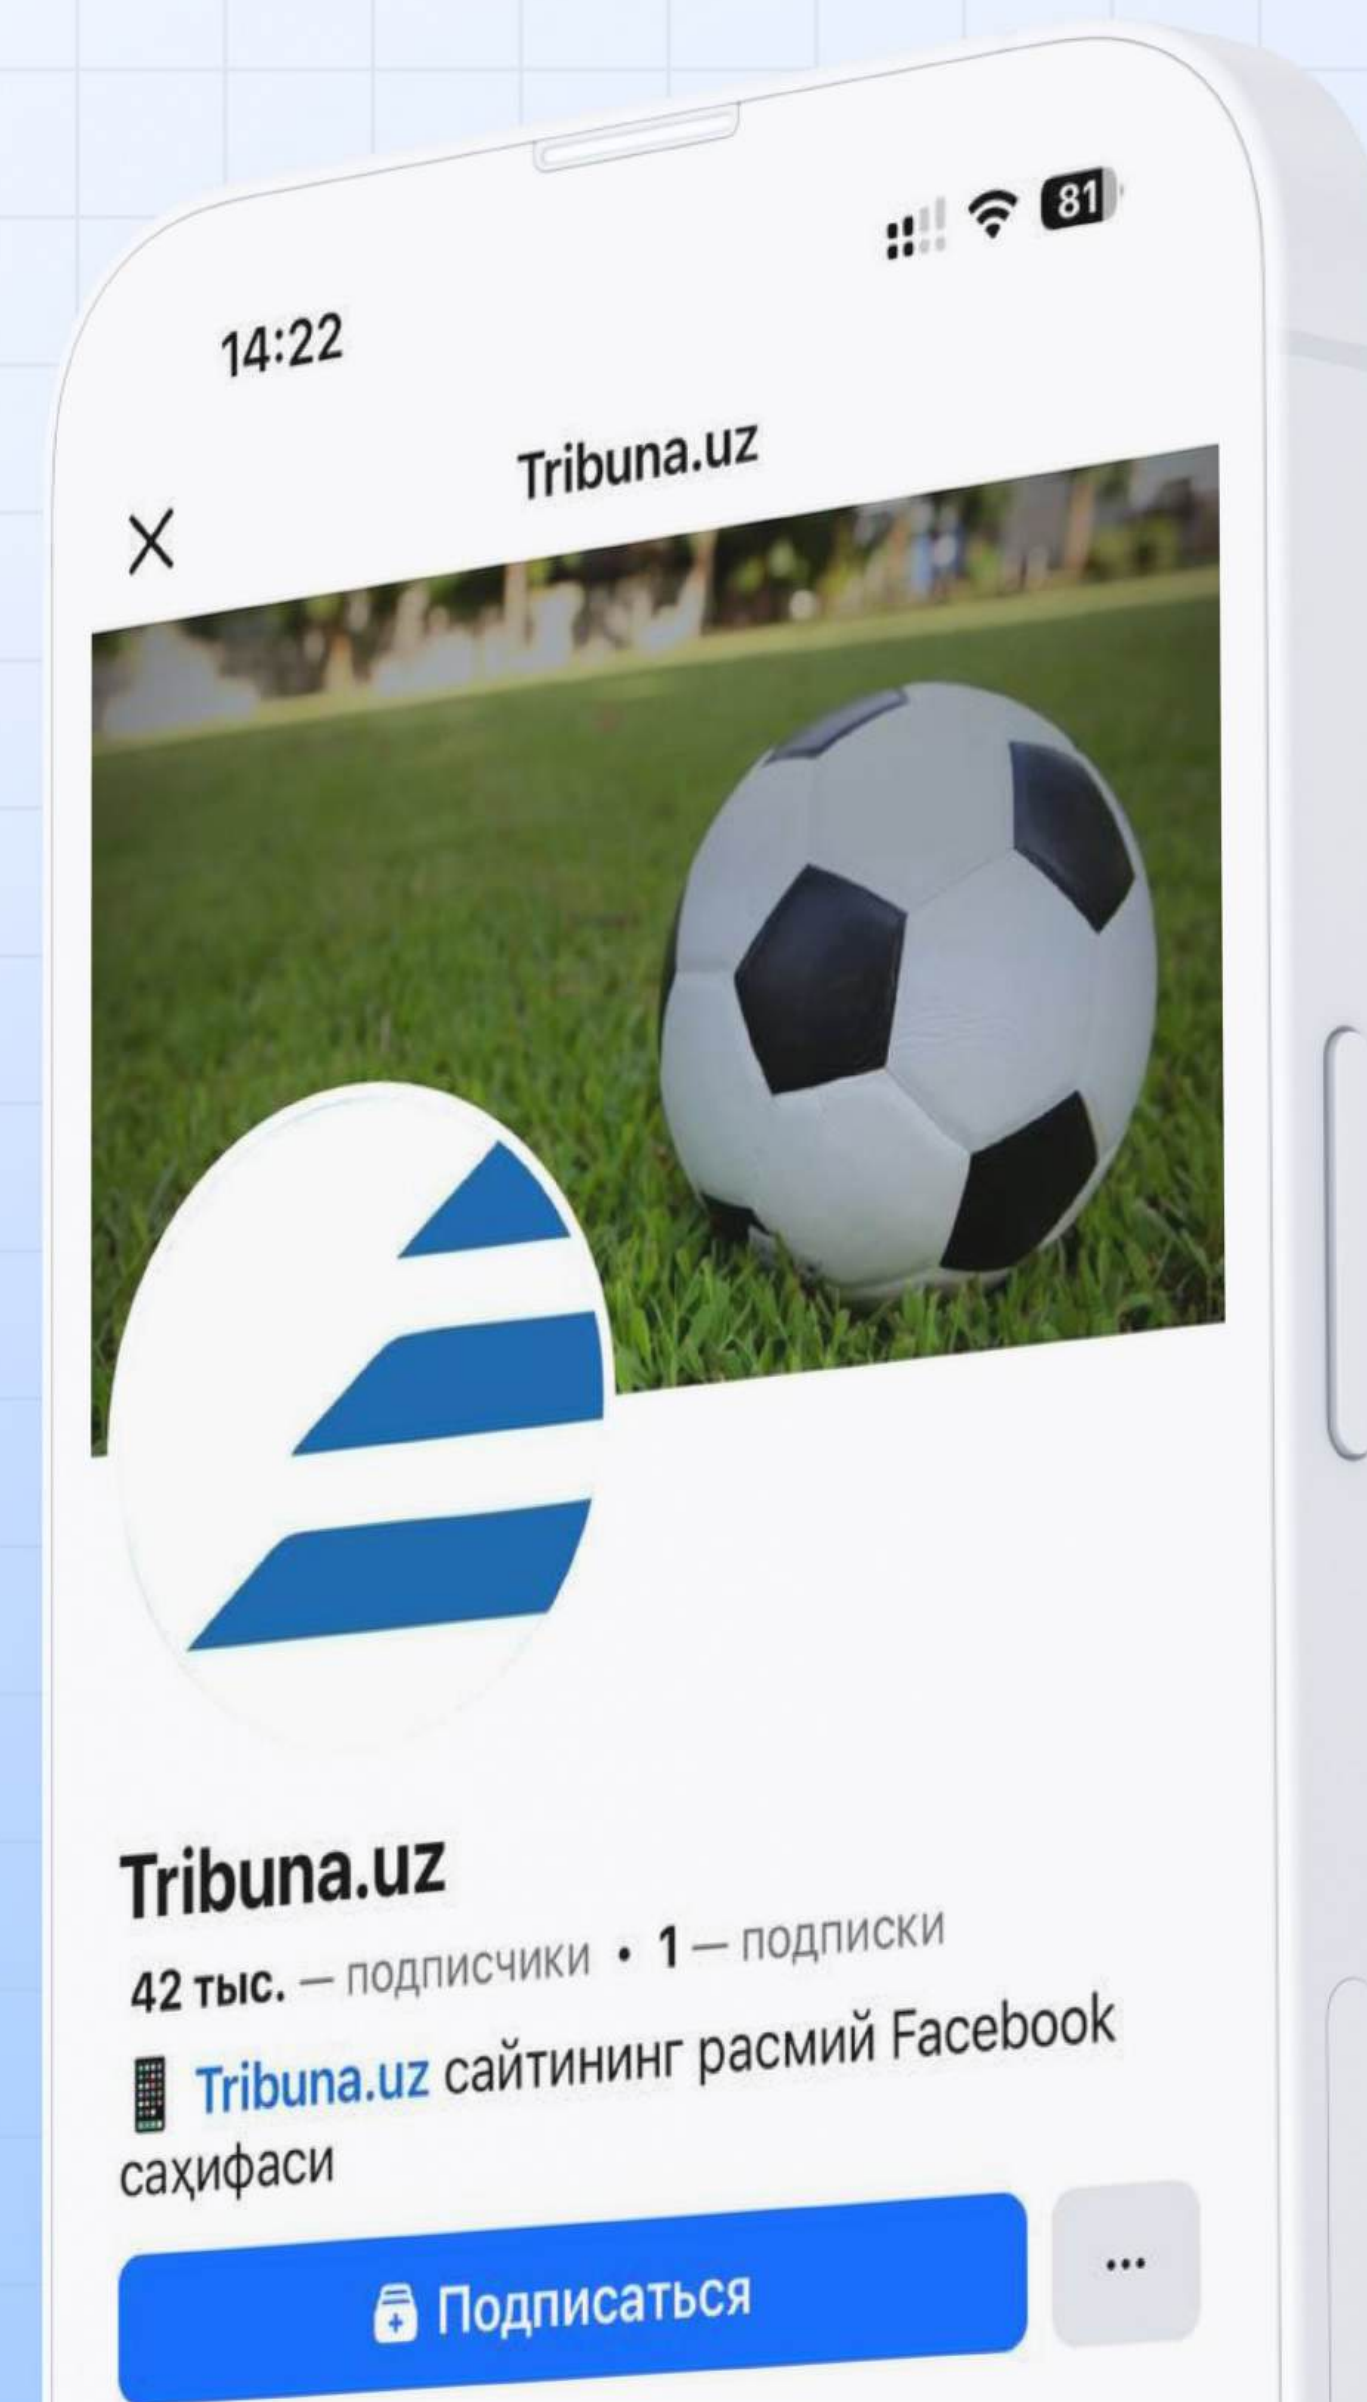 81
14:22
Tribuna.uz
Tribuna.uz
42 тыс. — подписчики • 1 — подписки
Tribuna.uz сайтининг расмий Facebook
саҳифаси
Подписаться